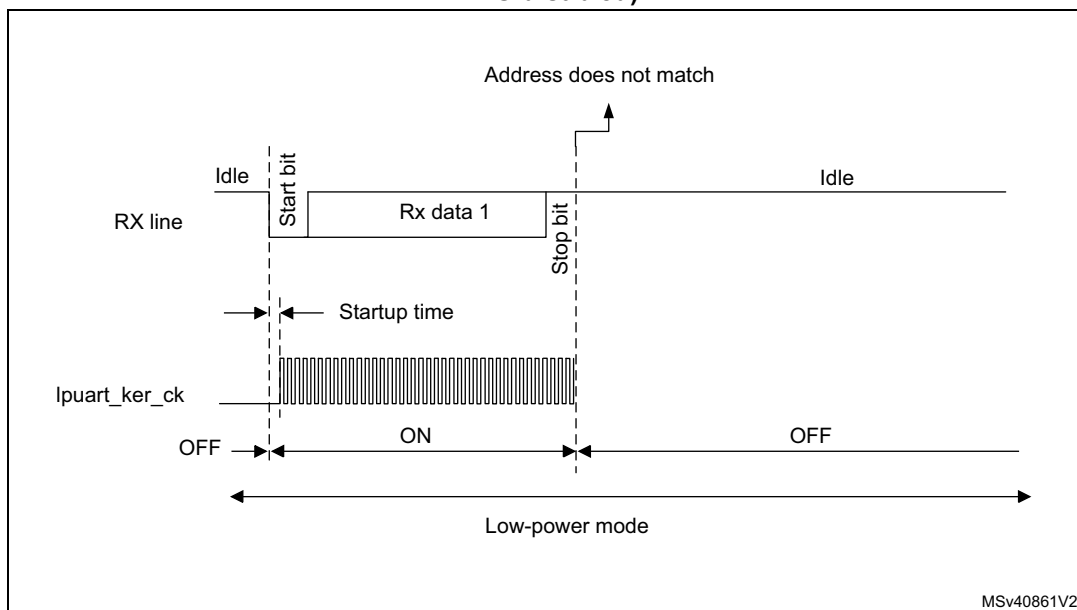 Address does not match
Idle
Start bit
Rx data 1
Stop bit
Idle
RX line
Startup time
lpuart_ker_ck
OFF
ON
OFF
Low-power mode
MSv40861V2